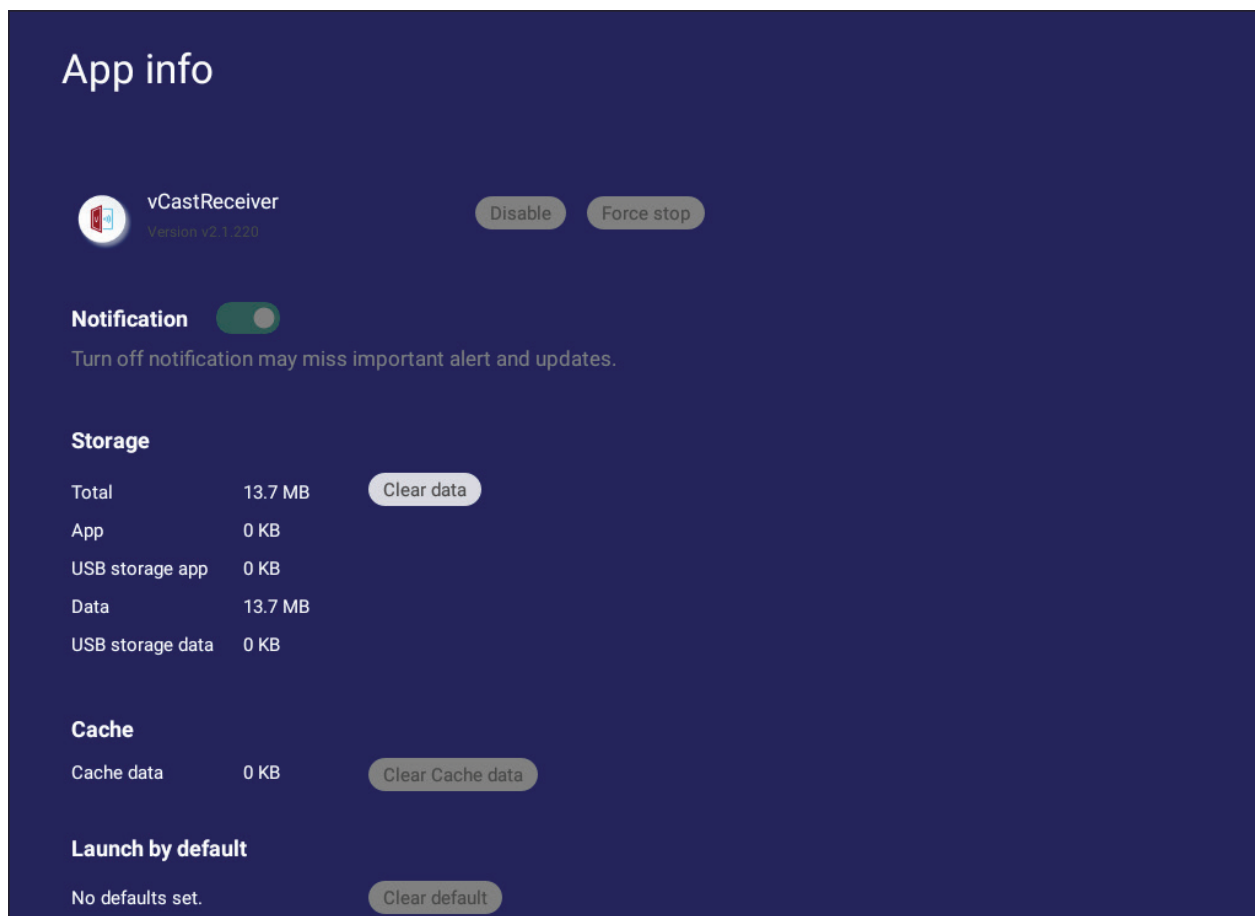 App info
vCastReceiver
Disable Force stop
Version v2.1.220
Notification
Turn off notification may miss important alert and updates.
Storage
Total 13.7 MB Clear data
App 0 KB
USB storage app 0 KB
Data 13.7 MB
USB storage data 0 KB
Cache
Cache data 0 KB Clear Cache data
Launch by default
No defaults set. Clear default